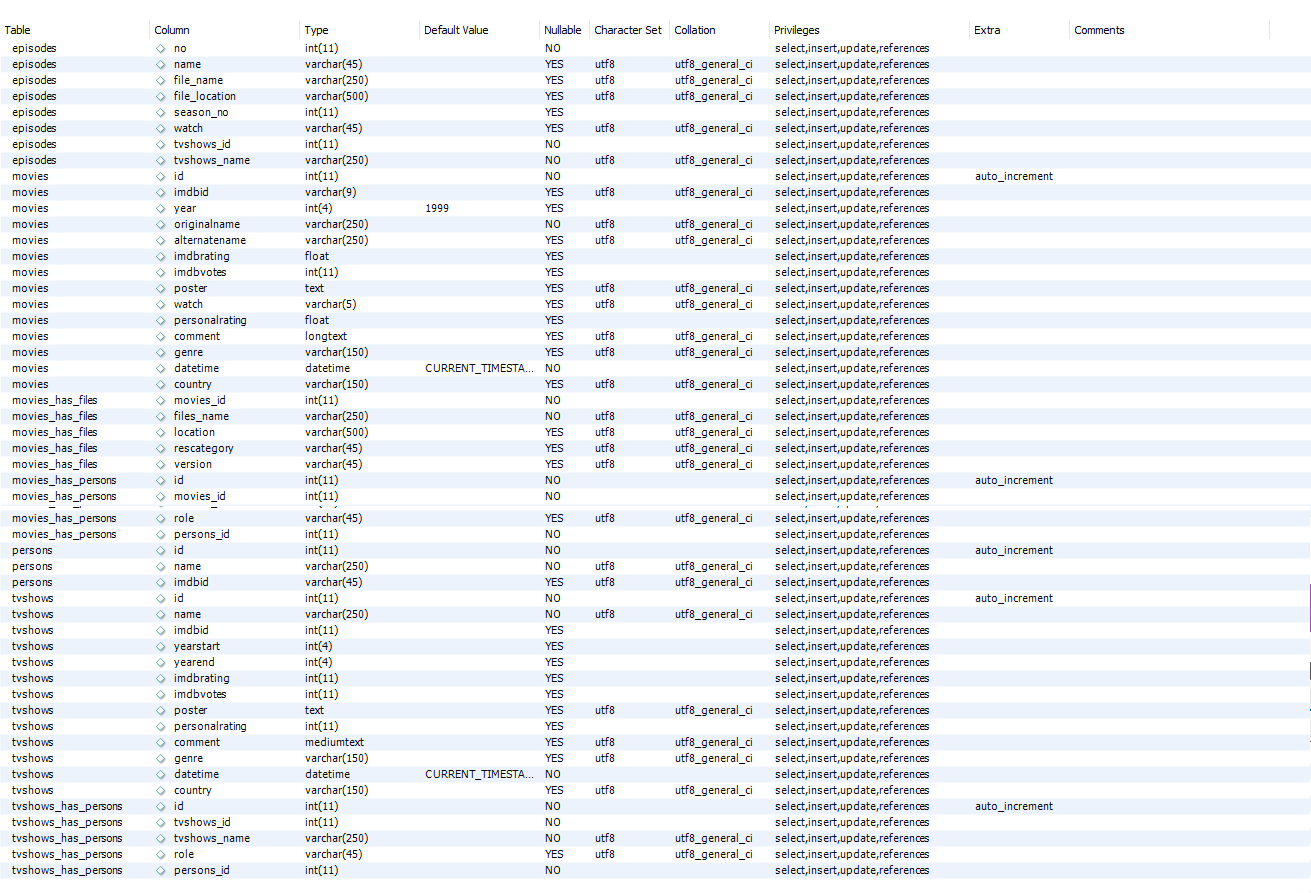 Table Column Type Default Value Nullable Character Set Collation Privileges Extra Comments
episodes no int(11) NO select,insert,update,references
episodes name varchar(45) YES utf8 utf8_general_ci select,insert,update,references
episodes file_name varchar(250) YES utf8 utf8_general_ci select,insert,update,references
episodes file_location varchar(500) YES utf8 utf8_general_ci select,insert,update,references
episodes season_no int(11) YES select,insert,update,references
episodes watch varchar(45) YES utf8 utf8_general_ci select,insert,update,references
episodes tvshows_id int(11) NO select,insert,update,references
episodes tvshows_name varchar(250) NO utf8 utf8_general_ci select,insert,update,references
movies id int(11) NO select,insert,update,references auto_increment
movies imdbid varchar(9) YES utf8 utf8_general_ci select,insert,update,references
movies year int(4) 1999 YES select,insert,update,references
movies originalname varchar(250) NO utf8 utf8_general_ci select,insert,update,references
movies alternatename varchar(250) YES utf8 utf8_general_ci select,insert,update,references
movies imdbrating float YES select,insert,update,references
movies imdbvotes int(11) YES select,insert,update,references
movies poster text YES utf8 utf8_general_ci select,insert,update,references
movies watch varchar(5) YES utf8 utf8_general_ci select,insert,update,references
movies personalrating float YES select,insert,update,references
movies comment longtext YES utf8 utf8_general_ci select,insert,update,references
movies genre varchar(150) YES utf8 utf8_general_ci select,insert,update,references
movies datetime datetime CURRENT_TIMESTA... NO select,insert,update,references
movies country varchar(150) YES utf8 utf8_general_ci select,insert,update,references
movies_has_files movies_id int(11) NO select,insert,update,references
movies_has_files files_name varchar(250) NO utf8 utf8_general_ci select,insert,update,references
movies_has_files location varchar(500) YES utf8 utf8_general_ci select,insert,update,references
movies_has_files rescategory varchar(45) YES utf8 utf8_general_ci select,insert,update,references
movies_has_files version varchar(45) YES utf8 utf8_general_ci select,insert,update,references
movies_has_persons id int(11) NO select,insert,update,references auto_increment
movies_has_persons movies_id int(11) NO select,insert,update,references
movies_has_persons role varchar(45) YES utf8 utf8_general_ci select,insert,update,references
movies_has_persons persons_id int(11) NO select,insert,update,references
persons id int(11) NO select,insert,update,references auto_increment
persons name varchar(250) NO utf8 utf8_general_ci select,insert,update,references
persons imdbid varchar(45) YES utf8 utf8_general_ci select,insert,update,references
tvshows id int(11) NO select,insert,update,references auto_increment
tvshows name varchar(250) NO utf8 utf8_general_ci select,insert,update,references
tvshows imdbid int(11) YES select,insert,update,references
tvshows yearstart int(4) YES select,insert,update,references
tvshows yearend int(4) YES select,insert,update,references
tvshows imdbrating int(11) YES select,insert,update,references
tvshows imdbvotes int(11) YES select,insert,update,references
tvshows poster text YES utf8 utf8_general_ci select,insert,update,references
tvshows personalrating int(11) YES select,insert,update,references
tvshows comment mediumtext YES utf8 utf8_general_ci select,insert,update,references
tvshows genre varchar(150) YES utf8 utf8_general_ci select,insert,update,references
tvshows datetime datetime CURRENT_TIMESTA... NO select,insert,update,references
tvshows country varchar(150) YES utf8 utf8_general_ci select,insert,update,references
tvshows_has_persons id int(11) NO select,insert,update,references auto_increment
tvshows_has_persons tvshows_id int(11) NO select,insert,update,references
tvshows_has_persons tvshows_name varchar(250) NO utf8 utf8_general_ci select,insert,update,references
tvshows_has_persons role varchar(45) YES utf8 utf8_general_ci select,insert,update,references
tvshows_has_persons persons_id int(11) NO select,insert,update,references